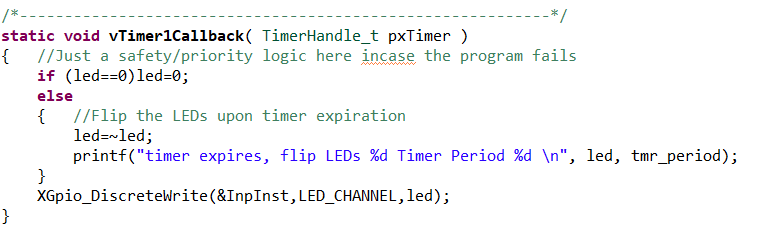 /*-----------------------------------------------------------*/
static void vTimer1Callback( TimerHandle_t pxTimer )
{   //Just a safety/priority logic here incase the program fails
    if (led==0)led=0;
    else
    {   //Flip the LEDs upon timer expiration
        led=~led;
        printf("timer expires, flip LEDs %d Timer Period %d \n", led, tmr_period);
    }
    XGpio_DiscreteWrite(&InpInst,LED_CHANNEL,led);
}